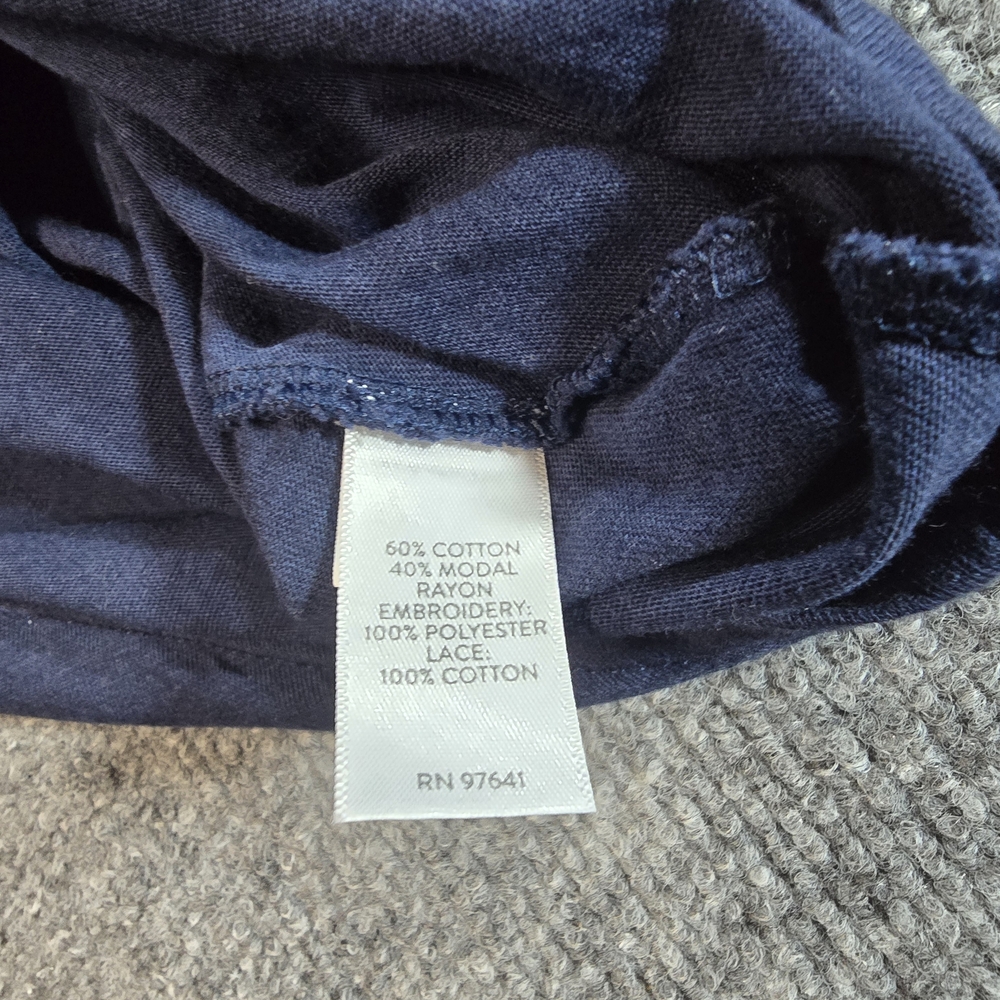 60% COTTON
40% MODAL
RAYON
EMBROIDERY:
100% POLYESTER
LACE:
100% COTTON
RN 97641